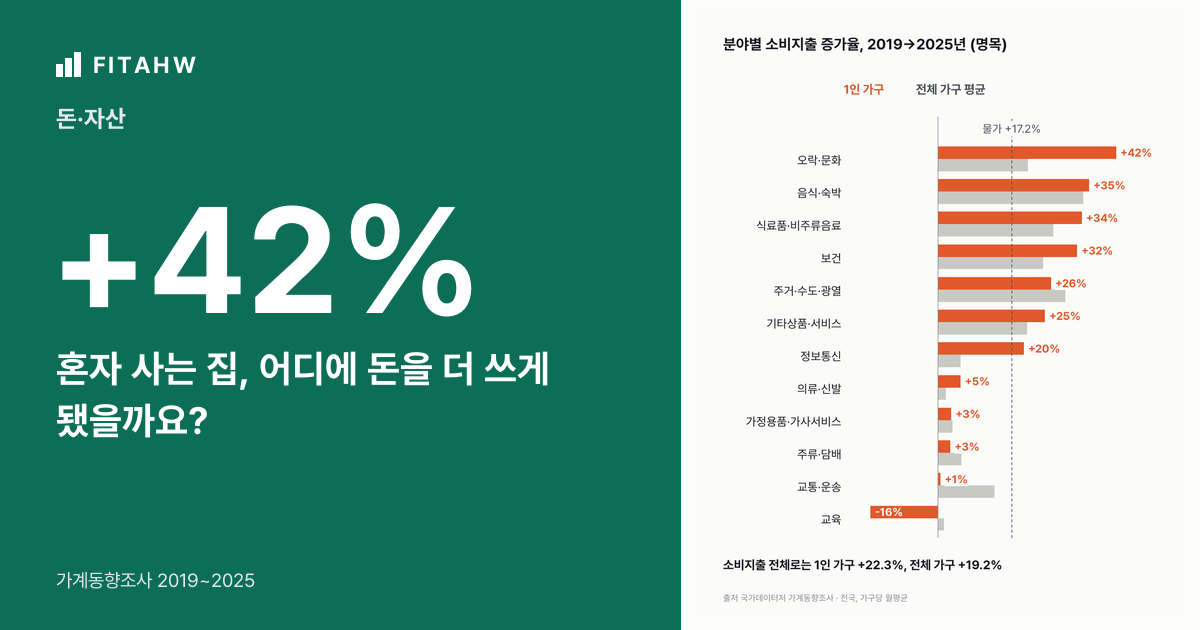 FITAHW
돈·자산
+42%
혼자 사는 집, 어디에 돈을 더 쓰게
됐을까요?
가계동향조사 2019~2025
분야별 소비지출 증가율, 2019→2025년 (명목)
1인 가구 전체 가구 평균
물가 +17.2%
오락·문화 +42%
음식·숙박 +35%
식료품·비주류음료 +34%
보건 +32%
주거·수도·광열 +26%
기타상품·서비스 +25%
정보통신 +20%
의류·신발 +5%
가정용품·가사서비스 +3%
주류·담배 +3%
교통·운송 +1%
교육 -16%
소비지출 전체로는 1인 가구 +22.3%, 전체 가구 +19.2%
출처 국가데이터처 가계동향조사 · 전국, 가구당 월평균